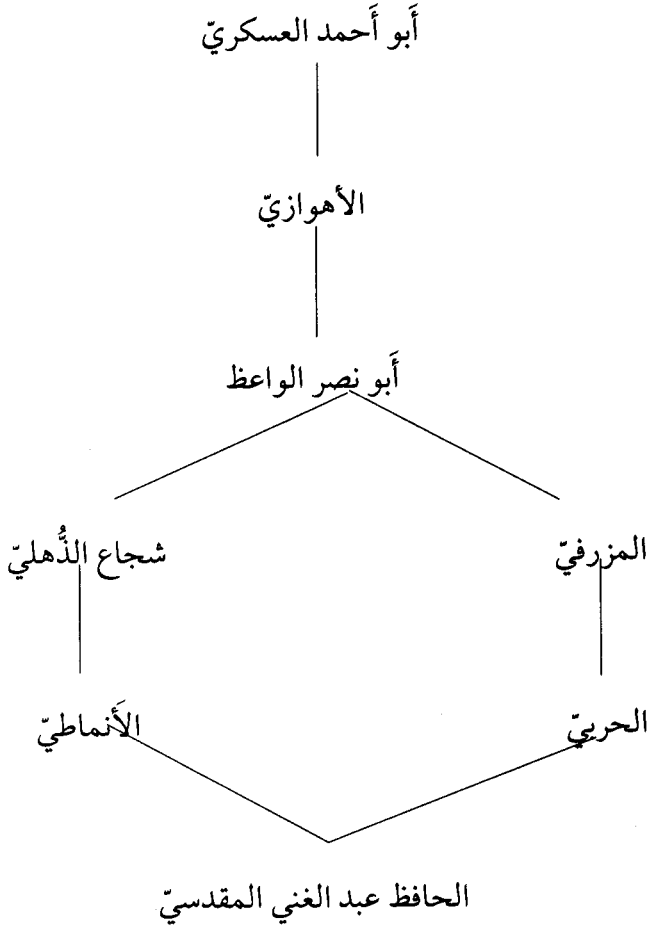 أَبو أَحمد العسكريّ
الأهوازيّ
أَبو نصر الواعظ
المزرفيّ
شجاع الذُّهليّ
الحربيّ
الأَنماطيّ
الحافظ عبد الغني المقدسيّ